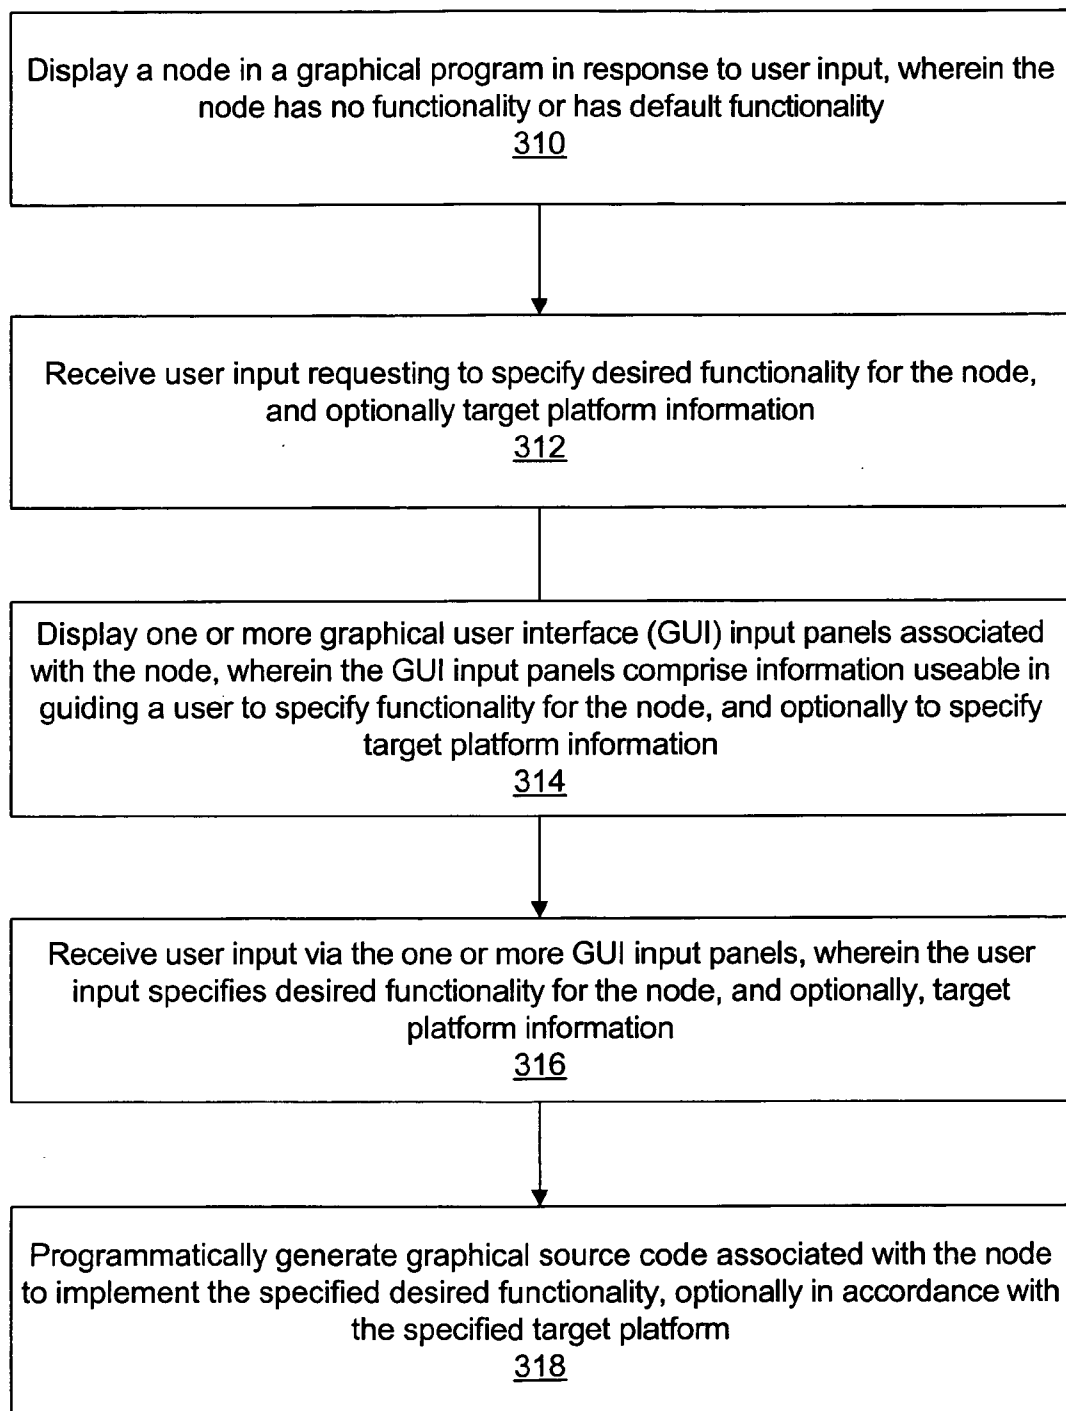 Display a node in a graphical program in response to user input, wherein the
node has no functionality or has default functionality
310
Receive user input requesting to specify desired functionality for the node,
and optionally target platform information
312
Display one or more graphical user interface (GUI) input panels associated
with the node, wherein the GUI input panels comprise information useable in
guiding a user to specify functionality for the node, and optionally to specify
target platform information
314
Receive user input via the one or more GUI input panels, wherein the user
input specifies desired functionality for the node, and optionally, target
platform information
316
Programmatically generate graphical source code associated with the node
to implement the specified desired functionality, optionally in accordance with
the specified target platform
318